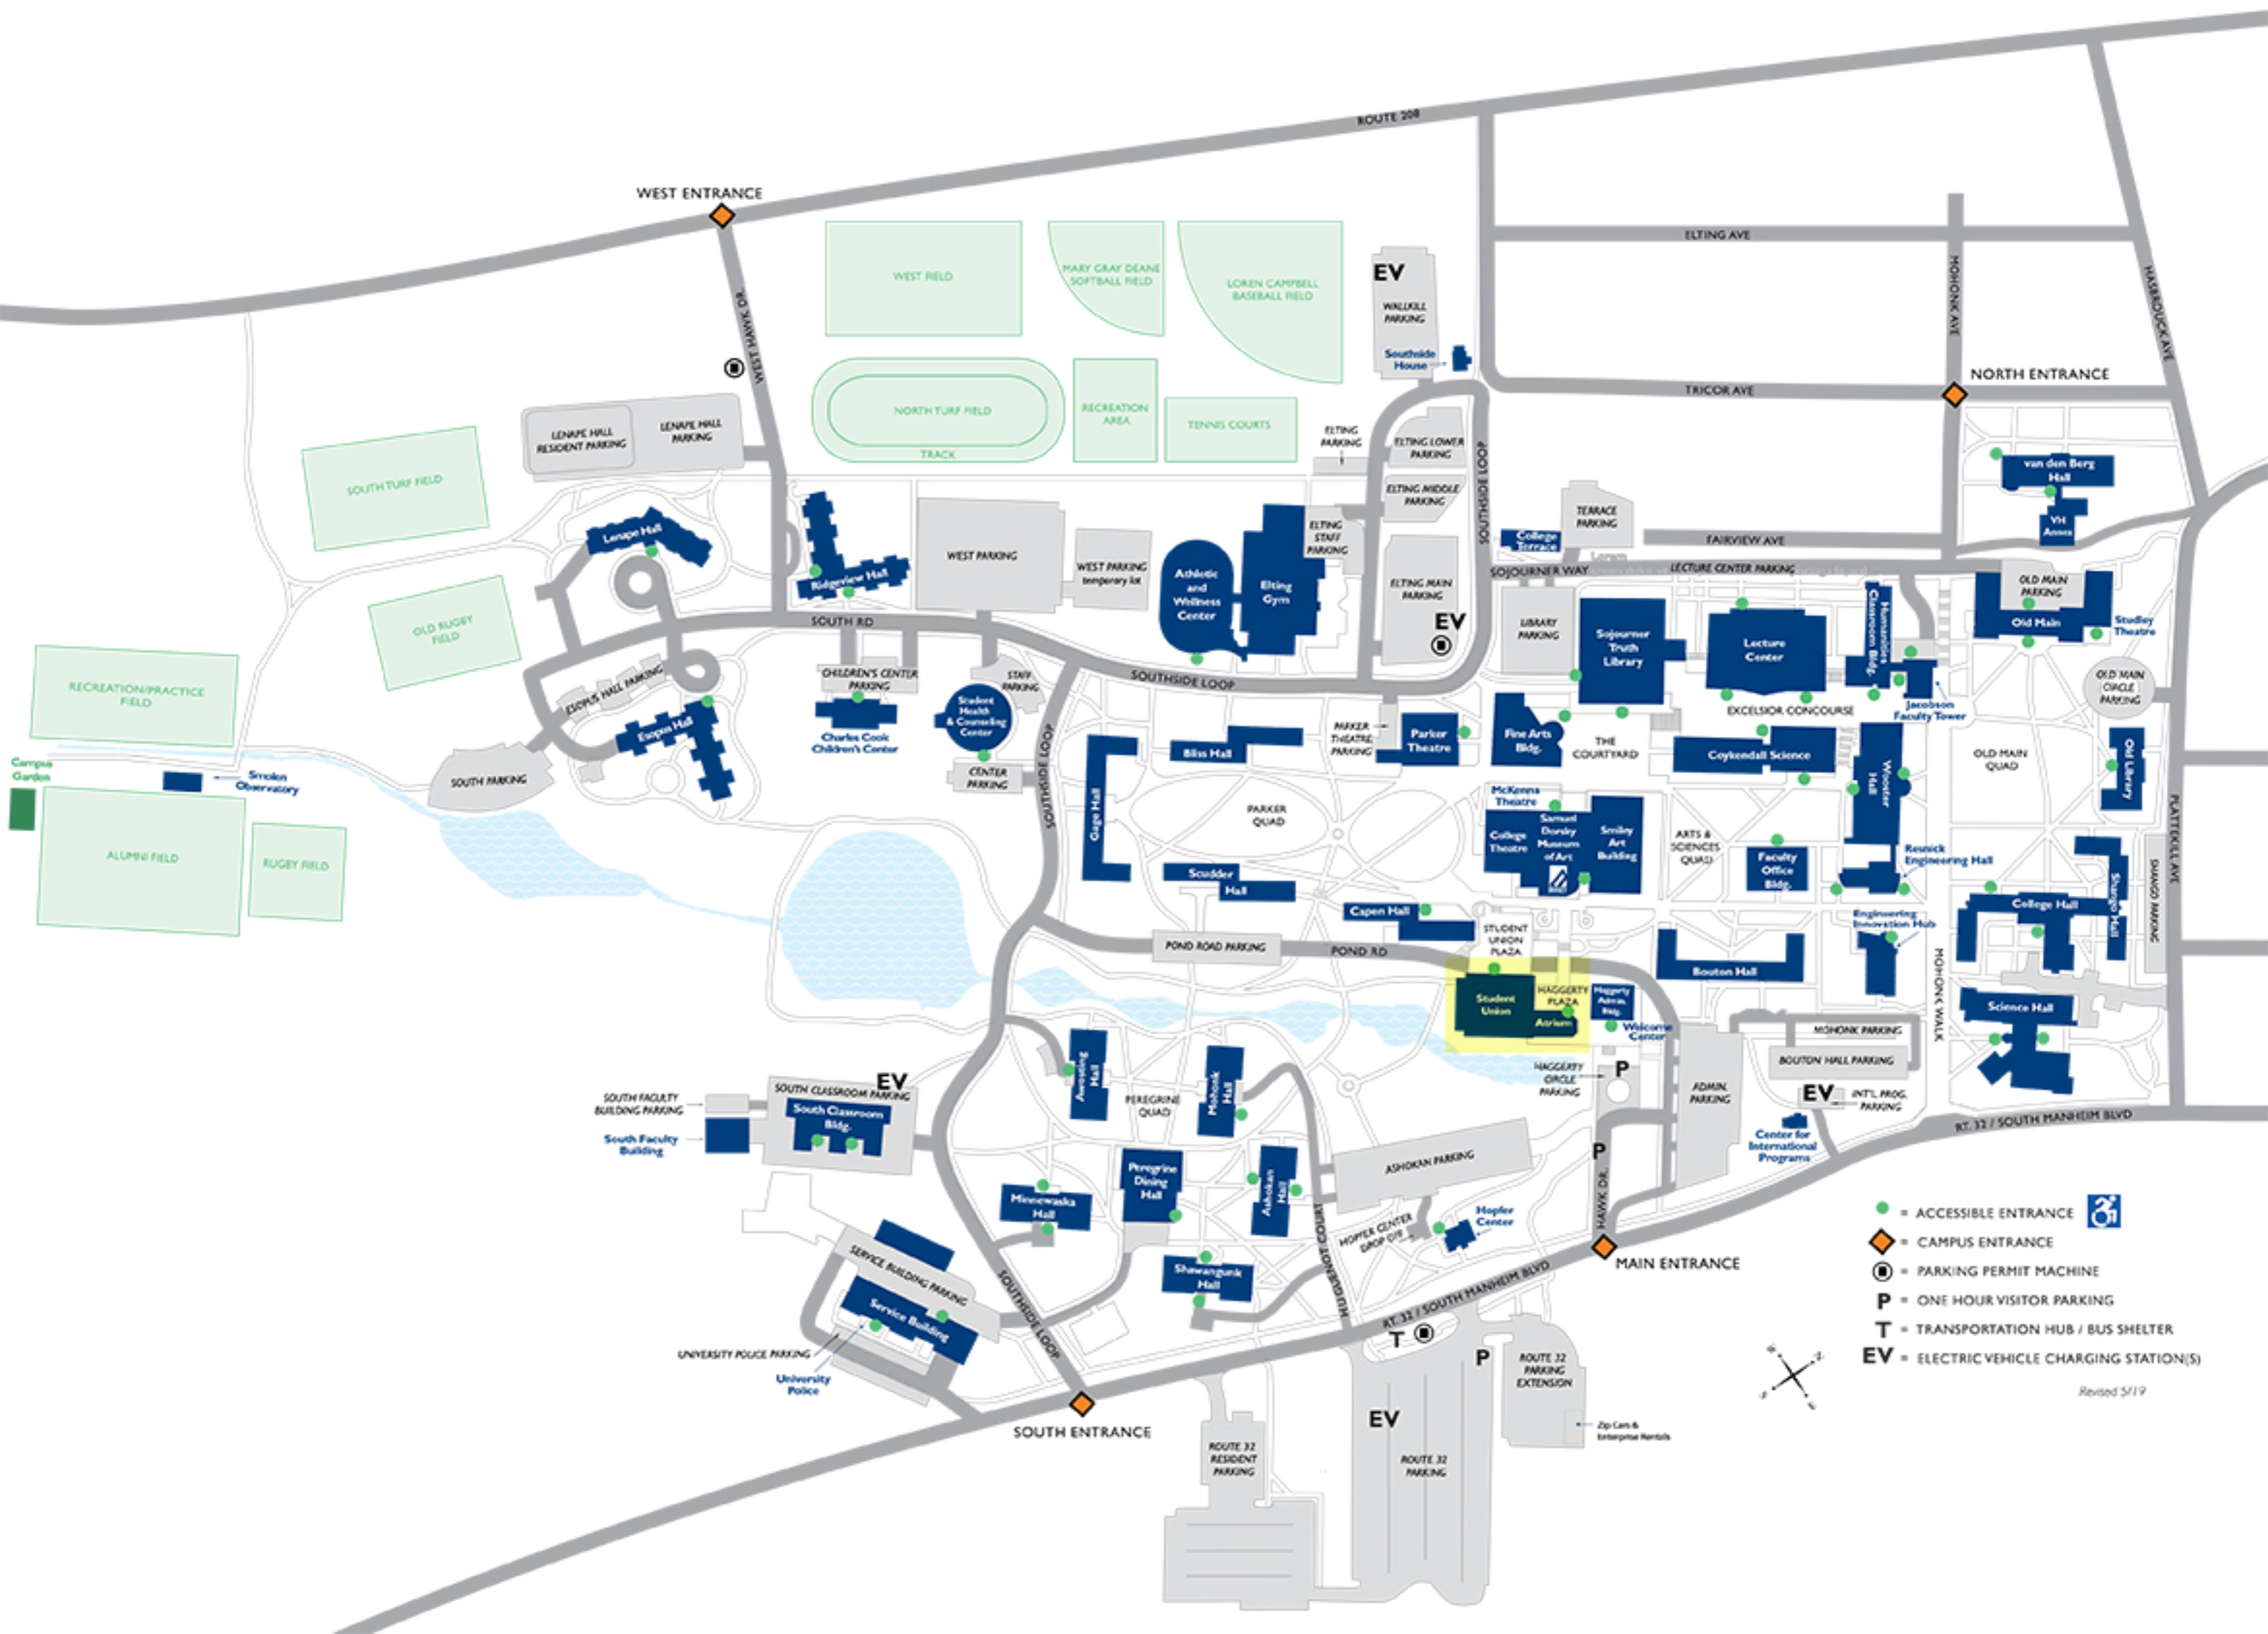 ROUTE 208
WEST ENTRANCE
WEST HAWK DR.
WEST FIELD
MARY GRAY DEANE
SOFTBALL FIELD
LOREN CAMPBELL
BASEBALL FIELD
EV
WALLKILL
PARKING
Southside
House
ELTING AVE
MOHONK AVE
HASBROUCK AVE
TRICOR AVE
NORTH ENTRANCE
LENAPE HALL
RESIDENT PARKING
LENAPE HALL
PARKING
NORTH TURF FIELD
TRACK
RECREATION
AREA
TENNIS COURTS
ELTING
PARKING
ELTING LOWER
PARKING
ELTING MIDDLE
PARKING
SOUTHSIDE LOOP
van den Berg
Hall
VH
Annex
SOUTH TURF FIELD
Lenape Hall
Ridgeview Hall
WEST PARKING
WEST PARKING
temporary lot
Athletic
and
Wellness
Center
Elting
Gym
ELTING
STAFF
PARKING
ELTING MAIN
PARKING
EV
College
Terrace
TERRACE
PARKING
FAIRVIEW AVE
SOJOURNER WAY
LECTURE CENTER PARKING
OLD MAIN
PARKING
Old Main
Studley
Theatre
OLD RUGBY
FIELD
SOUTH RD
LIBRARY
PARKING
Sojourner
Truth
Library
Lecture
Center
Humanities
Classroom Bldg.
Jacobson
Faculty Tower
OLD MAIN
CIRCLE
PARKING
RECREATION/PRACTICE
FIELD
ESOPUS HALL PARKING
Esopus Hall
CHILDREN'S CENTER
PARKING
Charles Cook
Children's Center
STAFF
PARKING
Student
Health
& Counseling
Center
CENTER
PARKING
SOUTHSIDE LOOP
SOUTHSIDE LOOP
Bliss Hall
PARKER
THEATRE
PARKING
Parker
Theatre
Fine Arts
Bldg.
THE
COURTYARD
EXCELSIOR CONCOURSE
Coykendall Science
Wooster
Hall
OLD MAIN
QUAD
Old Library
Campus
Garden
Smolen
Observatory
SOUTH PARKING
ALUMNI FIELD
RUGBY FIELD
Gage Hall
PARKER
QUAD
McKenna
Theatre
College
Theatre
Samuel
Dorsky
Museum
of Art
Smiley
Art
Building
ARTS &
SCIENCES
QUAD
Faculty
Office
Bldg.
Resnick
Engineering Hall
PLATTEKILL AVE
SHANGO PARKING
Shango Hall
College Hall
Scudder
Hall
Capen Hall
STUDENT
UNION
PLAZA
Engineering
Innovation Hub
POND ROAD PARKING
POND RD
Bouton Hall
MOHONK WALK
Student
Union
HAGGERTY
PLAZA
Atrium
Haggerty
Admin.
Bldg.
Welcome
Center
Science Hall
MOHONK PARKING
BOUTON HALL PARKING
HAGGERTY
CIRCLE
PARKING
P
ADMIN.
PARKING
EV
INT'L PROG.
PARKING
Center for
International
Programs
RT. 32 / SOUTH MANHEIM BLVD
Awosting
Hall
PEREGRINE
QUAD
Mohonk
Hall
SOUTH FACULTY
BUILDING PARKING
South Faculty
Building
SOUTH CLASSROOM PARKING
EV
South Classroom
Bldg.
Peregrine
Dining
Hall
Ashokan
Hall
ASHOKAN PARKING
P
HAWK DR.
Minnewaska
Hall
HOPFER CENTER
DROP OFF
Hopfer
Center
HUGUENOT COURT
Shawangunk
Hall
SERVICE BUILDING PARKING
Service Building
UNIVERSITY POLICE PARKING
University
Police
SOUTHSIDE LOOP
SOUTH ENTRANCE
MAIN ENTRANCE
RT. 32 / SOUTH MANHEIM BLVD
T
P
ROUTE 32
PARKING
EXTENSION
EV
ROUTE 32
RESIDENT
PARKING
ROUTE 32
PARKING
Zip Cars &
Enterprise Rentals
= ACCESSIBLE ENTRANCE
= CAMPUS ENTRANCE
= PARKING PERMIT MACHINE
P = ONE HOUR VISITOR PARKING
T = TRANSPORTATION HUB / BUS SHELTER
EV = ELECTRIC VEHICLE CHARGING STATION(S)
Revised 5/19